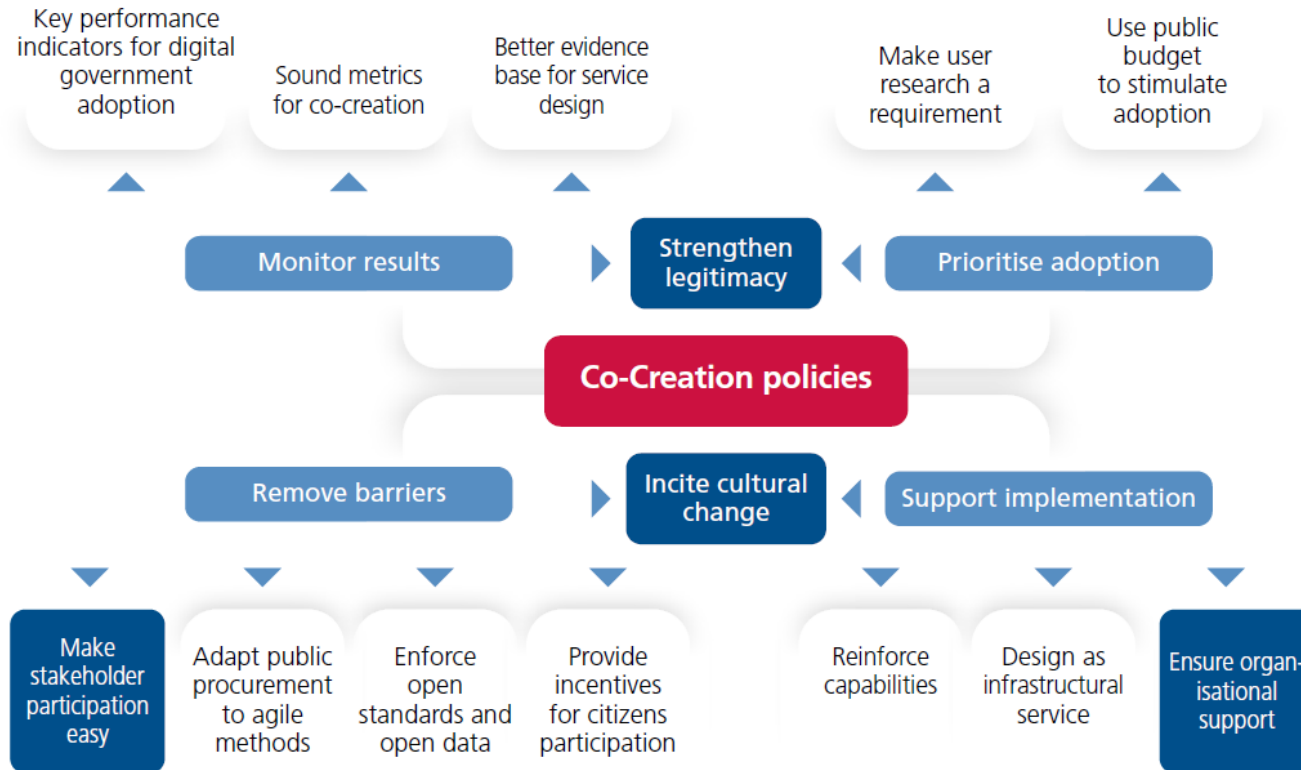 Key performance
indicators for digital
government
adoption
Sound metrics
for co-creation
Better evidence
base for service
design
Make user
research a
requirement
Use public
budget
to stimulate
adoption
Monitor results
Strengthen
legitimacy
Prioritise adoption
Co-Creation policies
Remove barriers
Incite cultural
change
Support implementation
Make
stakeholder
participation
easy
Adapt public
procurement
to agile
methods
Enforce
open
standards and
open data
Provide
incentives
for citizens
participation
Reinforce
capabilities
Design as
infrastructural
service
Ensure organ-
isational
support